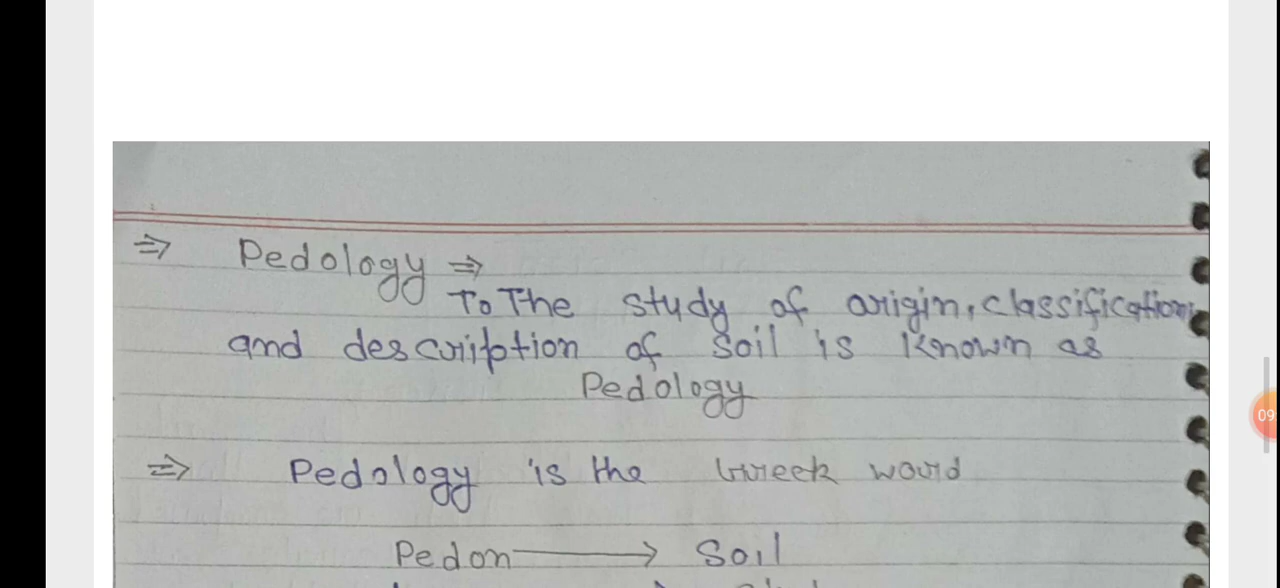 ⇒ Pedology ⇒
To The study of origin, classification
and description of soil is known as
Pedology
⇒ Pedology is the Greek word
Pedon → Soil
09